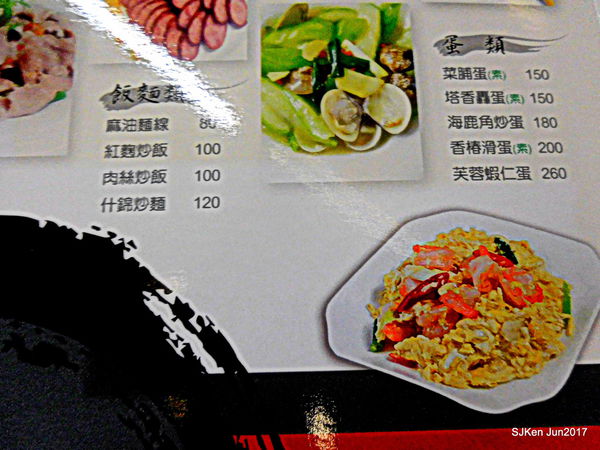 飯麵類
麻油麵線 80
紅麴炒飯 100
肉絲炒飯 100
什錦炒麵 120
蛋類
菜脯蛋(素) 150
塔香轟蛋(素) 150
海鹿角炒蛋 180
香椿滑蛋(素) 200
芙蓉蝦仁蛋 260
SJKen Jun2017